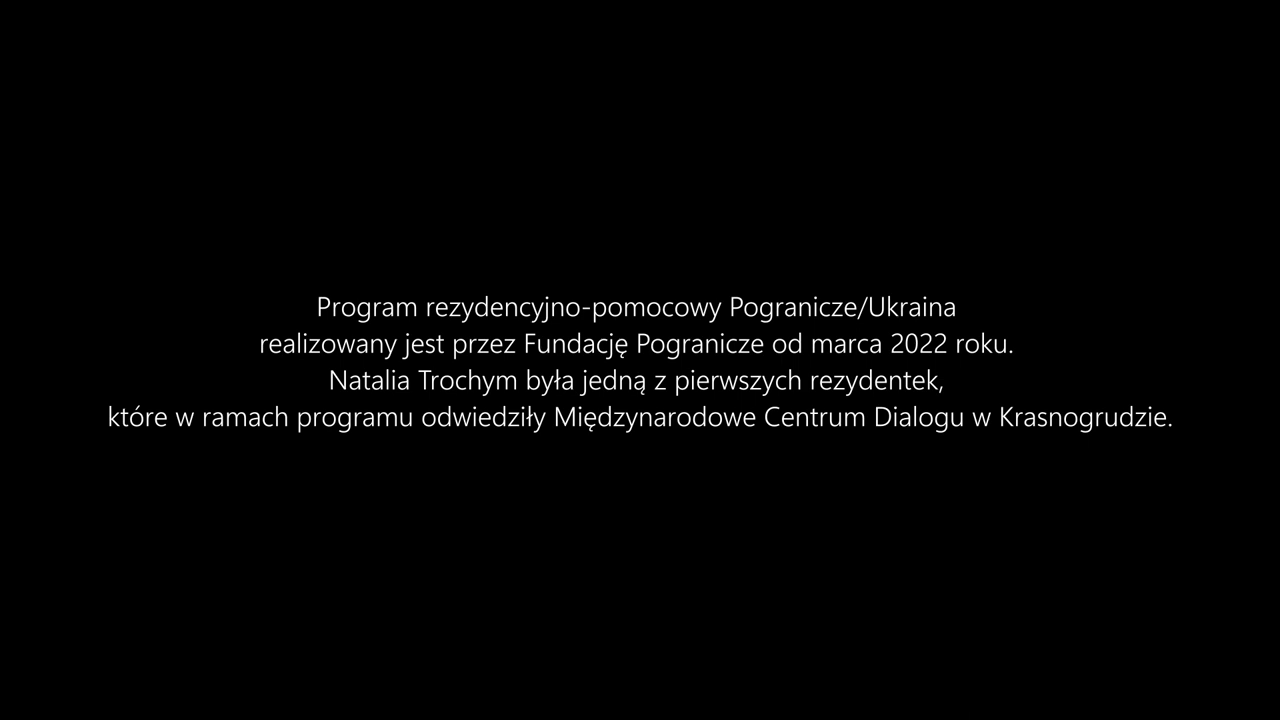 Program rezydencyjno-pomocowy Pogranicze/Ukraina
realizowany jest przez Fundację Pogranicze od marca 2022 roku.
Natalia Trochym była jedną z pierwszych rezydentek,
które w ramach programu odwiedziły Międzynarodowe Centrum Dialogu w Krasnogrudzie.